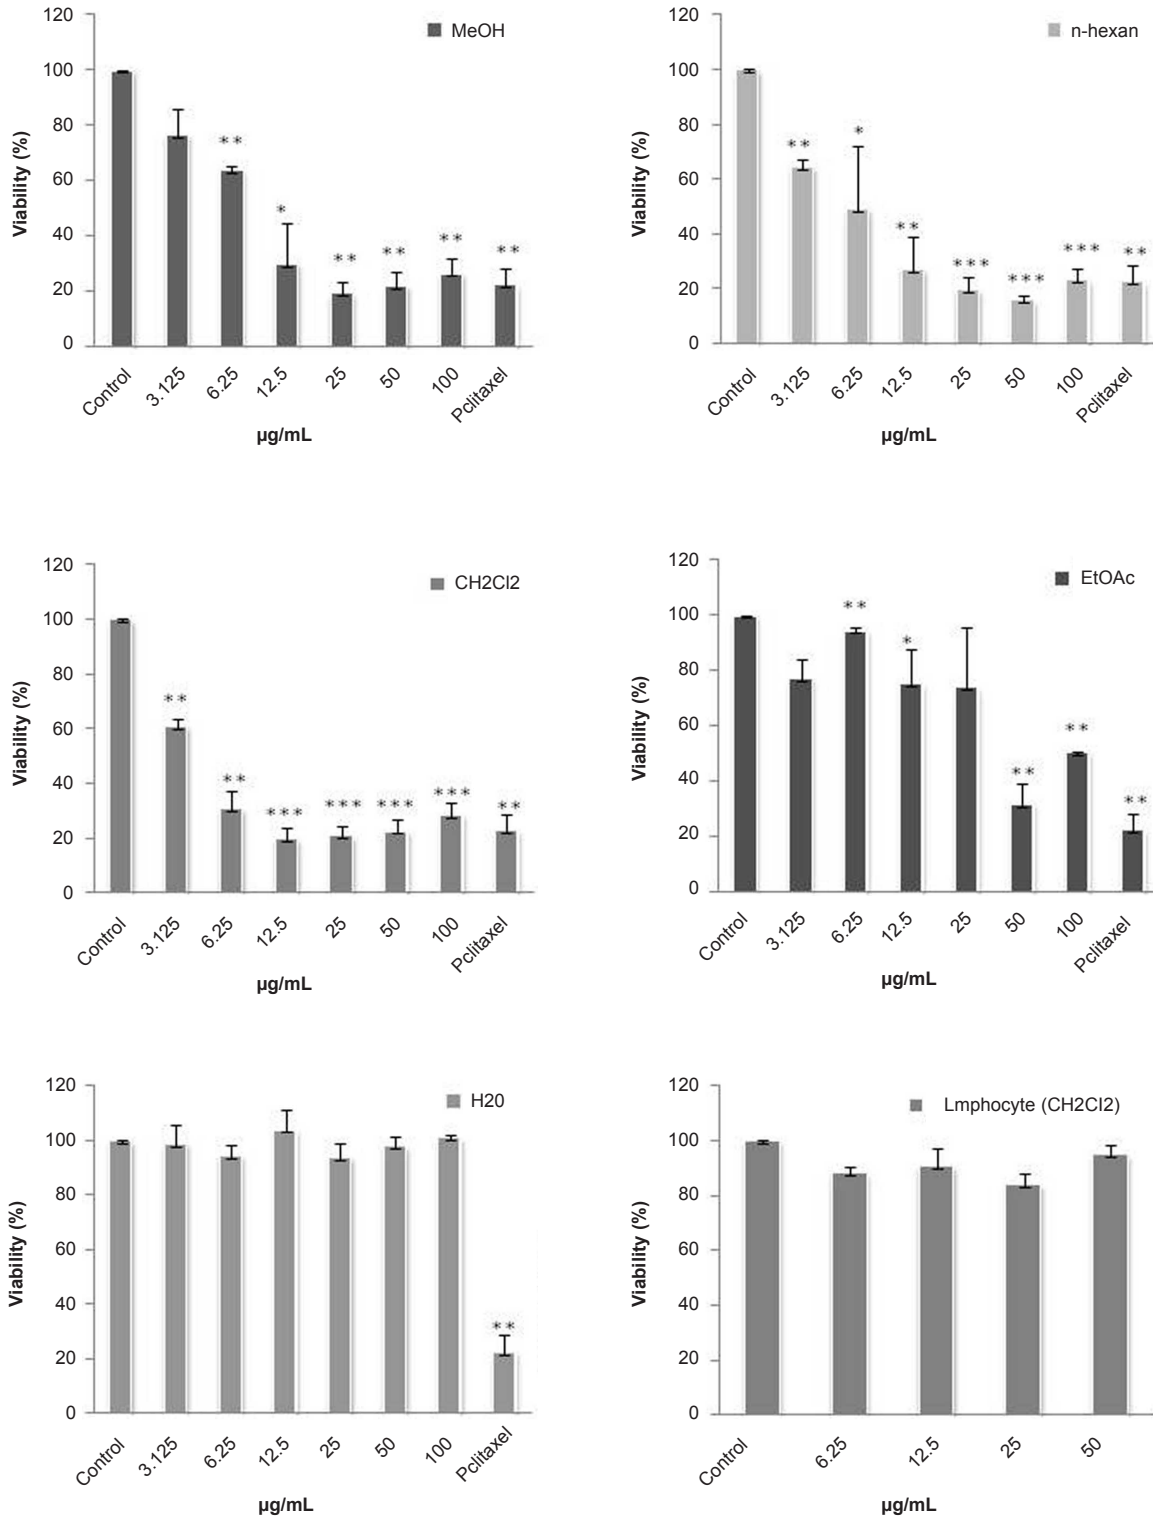 MeOH
Viability (%)
120
100
80
60
40
20
0
** * ** ** ** **
Control 3.125 6.25 12.5 25 50 100 Pclitaxel
µg/mL
n-hexan
Viability (%)
120
100
80
60
40
20
0
** * ** *** *** *** **
Control 3.125 6.25 12.5 25 50 100 Pclitaxel
µg/mL
CH2Cl2
Viability (%)
120
100
80
60
40
20
0
** ** *** *** *** *** **
Control 3.125 6.25 12.5 25 50 100 Pclitaxel
µg/mL
EtOAc
Viability (%)
120
100
80
60
40
20
0
** * ** ** **
Control 3.125 6.25 12.5 25 50 100 Pclitaxel
µg/mL
H20
Viability (%)
120
100
80
60
40
20
0
**
Control 3.125 6.25 12.5 25 50 100 Pclitaxel
µg/mL
Lmphocyte (CH2Cl2)
Viability (%)
120
100
80
60
40
20
0
Control 6.25 12.5 25 50
µg/mL